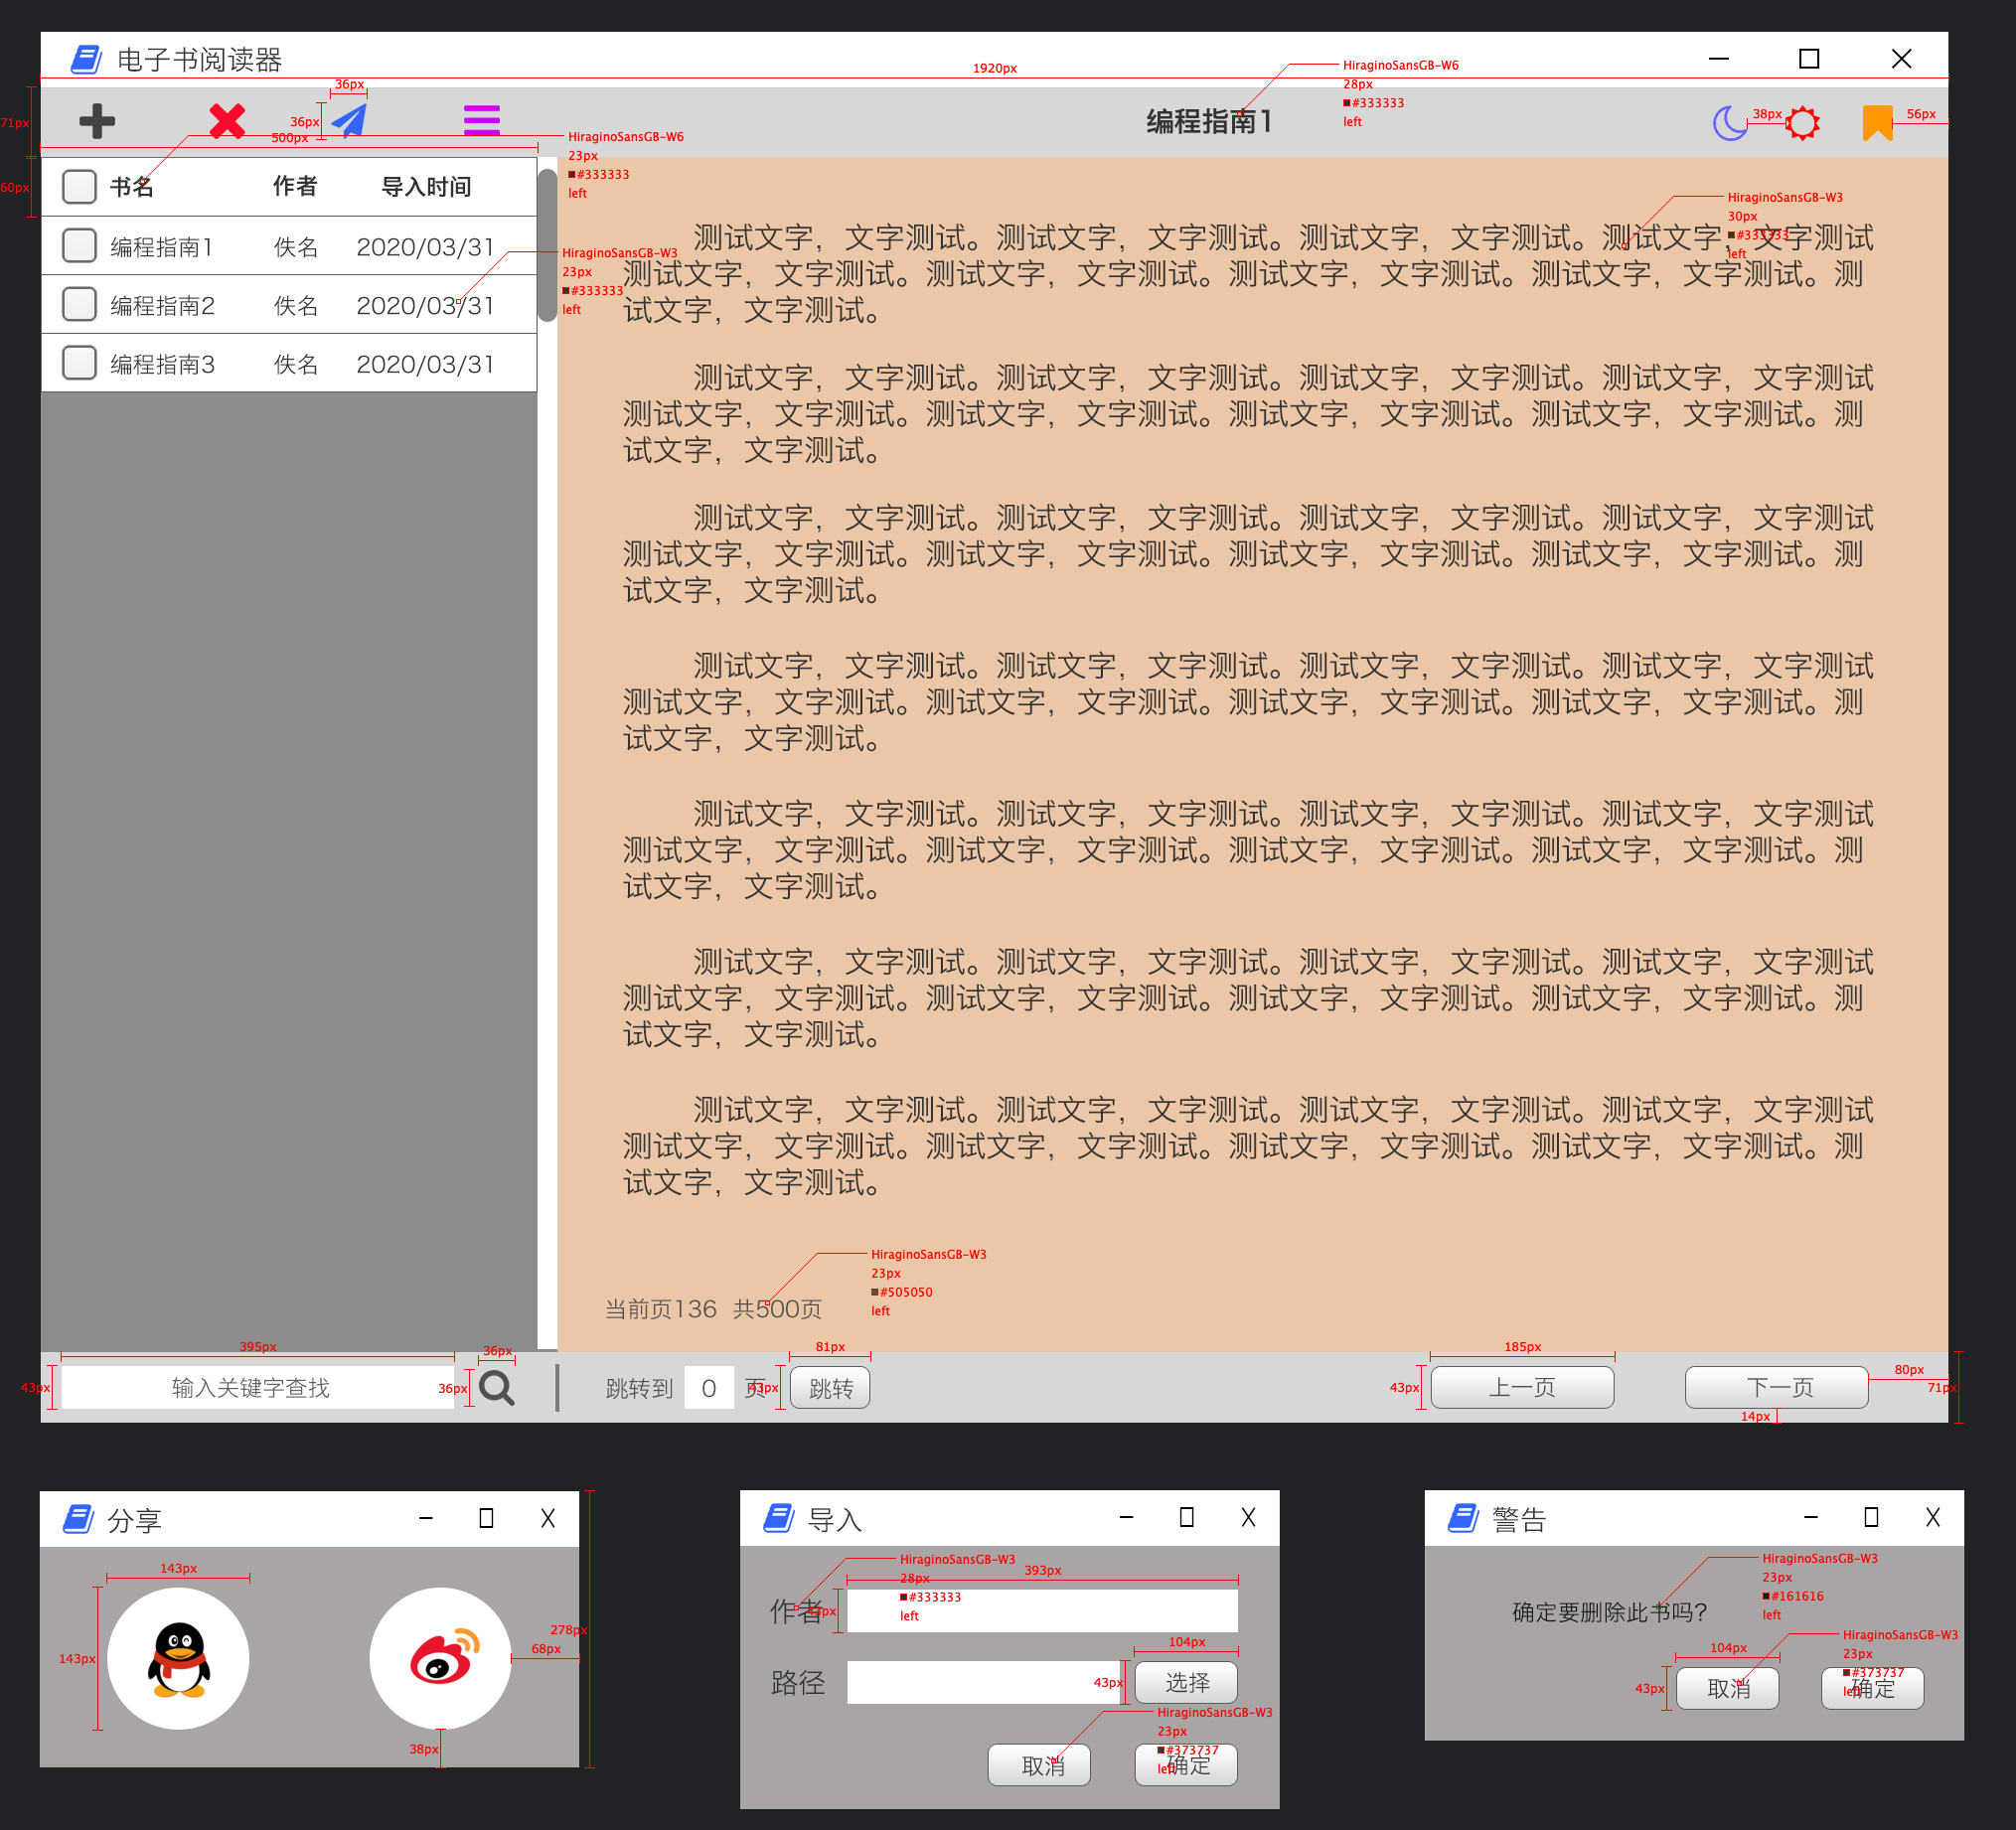 电子书阅读器
1920px
HiraginoSansGB-W6
28px
#333333
left
36px
36px
71px
500px
编程指南1
38px
56px
HiraginoSansGB-W6
23px
#333333
left
60px
书名 作者 导入时间
编程指南1 佚名 2020/03/31
编程指南2 佚名 2020/03/31
编程指南3 佚名 2020/03/31
HiraginoSansGB-W3
23px
#333333
left
HiraginoSansGB-W3
30px
#333333
left
测试文字，文字测试。测试文字，文字测试。测试文字，文字测试。测试文字，文字测试
测试文字，文字测试。测试文字，文字测试。测试文字，文字测试。测试文字，文字测试。测
试文字，文字测试。
测试文字，文字测试。测试文字，文字测试。测试文字，文字测试。测试文字，文字测试
测试文字，文字测试。测试文字，文字测试。测试文字，文字测试。测试文字，文字测试。测
试文字，文字测试。
测试文字，文字测试。测试文字，文字测试。测试文字，文字测试。测试文字，文字测试
测试文字，文字测试。测试文字，文字测试。测试文字，文字测试。测试文字，文字测试。测
试文字，文字测试。
测试文字，文字测试。测试文字，文字测试。测试文字，文字测试。测试文字，文字测试
测试文字，文字测试。测试文字，文字测试。测试文字，文字测试。测试文字，文字测试。测
试文字，文字测试。
测试文字，文字测试。测试文字，文字测试。测试文字，文字测试。测试文字，文字测试
测试文字，文字测试。测试文字，文字测试。测试文字，文字测试。测试文字，文字测试。测
试文字，文字测试。
测试文字，文字测试。测试文字，文字测试。测试文字，文字测试。测试文字，文字测试
测试文字，文字测试。测试文字，文字测试。测试文字，文字测试。测试文字，文字测试。测
试文字，文字测试。
测试文字，文字测试。测试文字，文字测试。测试文字，文字测试。测试文字，文字测试
测试文字，文字测试。测试文字，文字测试。测试文字，文字测试。测试文字，文字测试。测
试文字，文字测试。
HiraginoSansGB-W3
23px
#505050
left
当前页136 共500页
395px
36px
81px
185px
80px
43px
输入关键字查找
36px
跳转到 0 页
43px
跳转
43px
上一页
下一页
71px
14px
分享 - X
143px
143px
278px
68px
38px
导入 - X
HiraginoSansGB-W3
28px
#333333
left
393px
作者
43px
104px
路径
43px
选择
HiraginoSansGB-W3
23px
#373737
left
取消
确定
警告 - X
HiraginoSansGB-W3
23px
#161616
left
确定要删除此书吗?
HiraginoSansGB-W3
23px
#373737
left
104px
43px
取消
确定